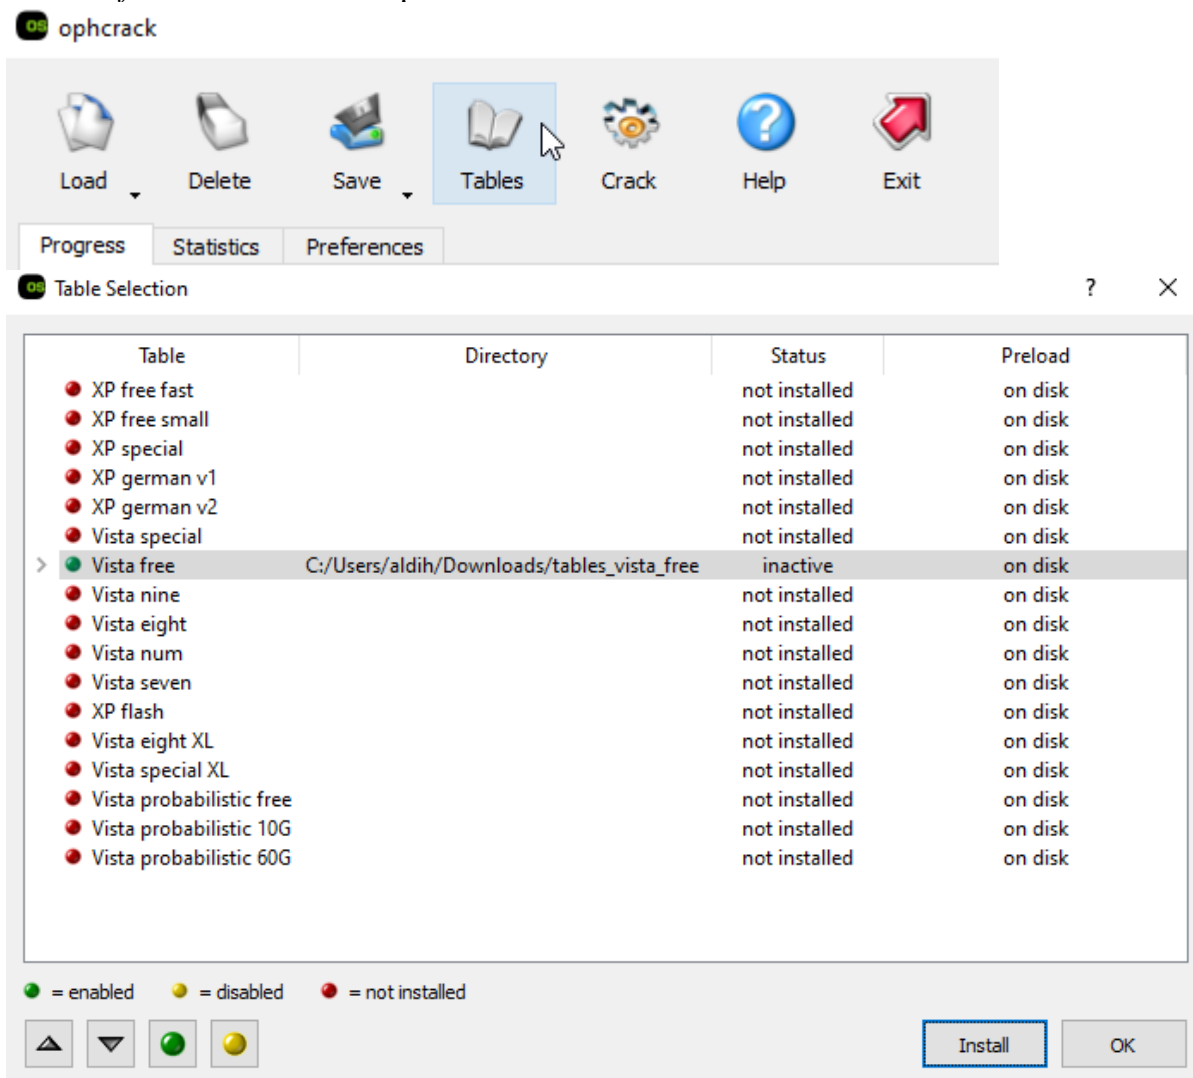 os ophcrack
Load Delete Save Tables Crack Help Exit
Progress Statistics Preferences
os Table Selection ?
Table Directory Status Preload
XP free fast not installed on disk
XP free small not installed on disk
XP special not installed on disk
XP german v1 not installed on disk
XP german v2 not installed on disk
Vista special not installed on disk
Vista free C:/Users/aldih/Downloads/tables_vista_free inactive on disk
Vista nine not installed on disk
Vista eight not installed on disk
Vista num not installed on disk
Vista seven not installed on disk
XP flash not installed on disk
Vista eight XL not installed on disk
Vista special XL not installed on disk
Vista probabilistic free not installed on disk
Vista probabilistic 10G not installed on disk
Vista probabilistic 60G not installed on disk
= enabled = disabled = not installed
Install OK